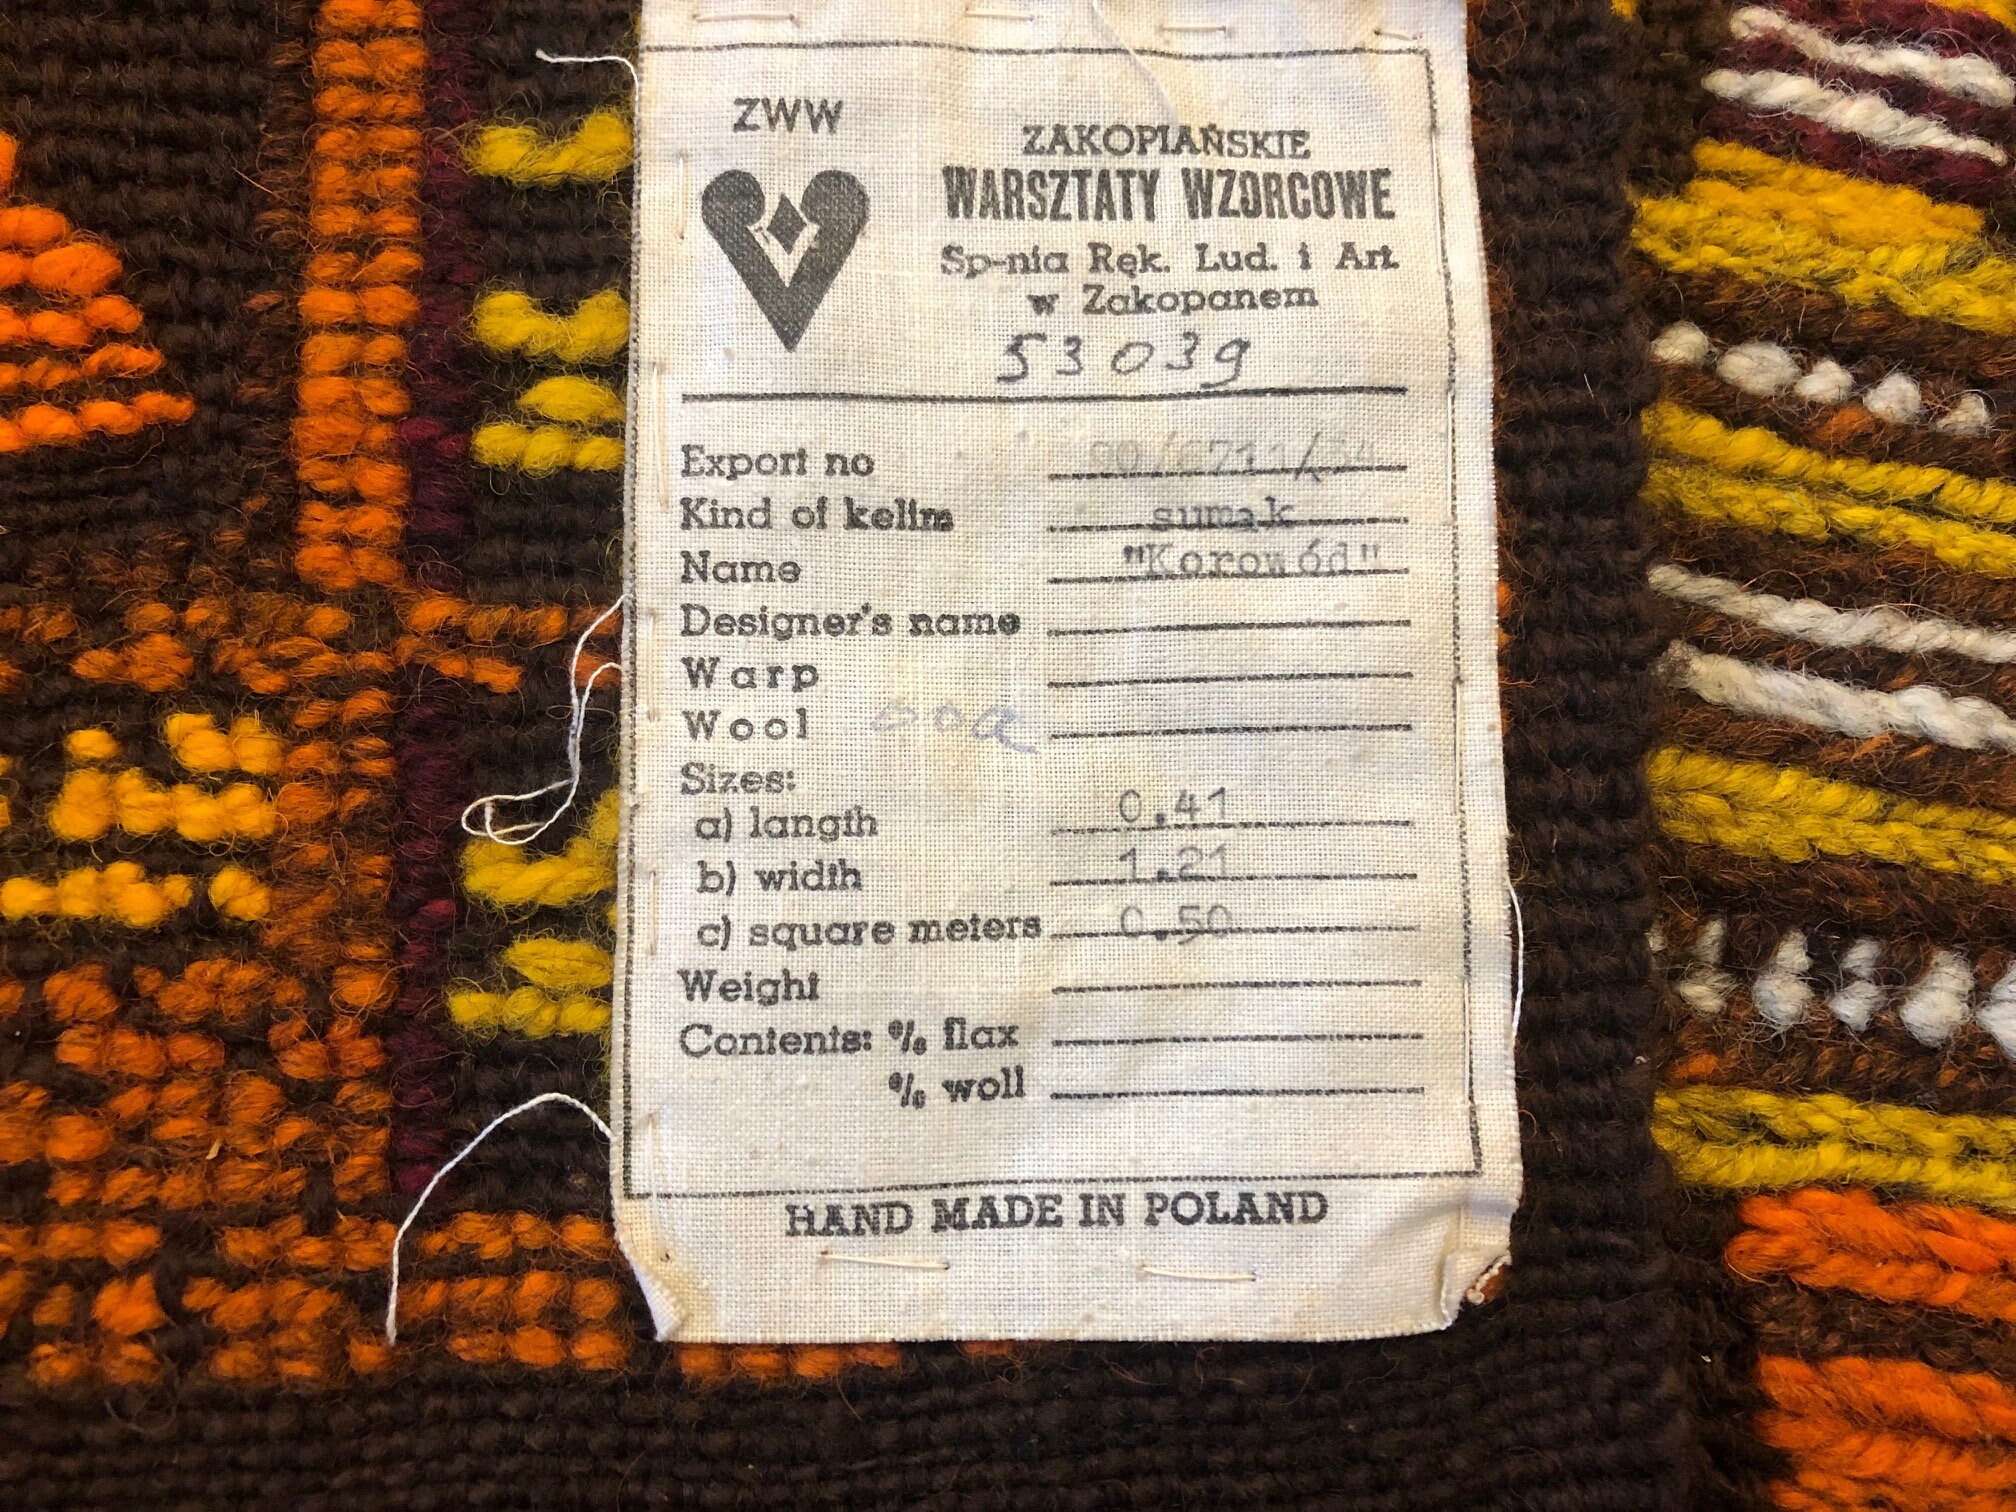 ZWW
ZAKOPIAŃSKIE
WARSZTATY WZORCOWE
Sp-nia Ręk. Lud. i Art.
w Zakopanem
53039
Export no
Kind of kelim sumak
Name "Korowód"
Designer's name
Warp
Wool
Sizes:
a) langth 0.41
b) width 1.21
c) square meters 0.50
Weight
Contents: % flax
% woll
HAND MADE IN POLAND